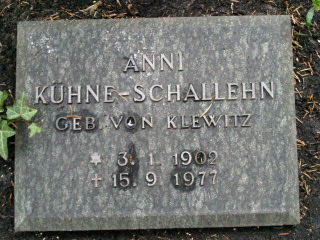 ANNI
KÜHNE-SCHALLEHN
GEB. VON KLEWITZ
* 3. 1. 1902
† 15. 9. 1977